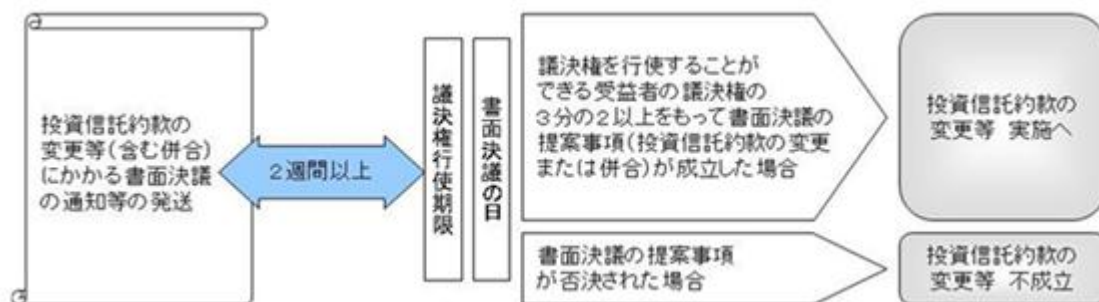 投資信託約款の
変更等(含む併合)
にかかる書面決議
の通知等の発送
2週間以上
議決権行使期限
書面決議の日
議決権を行使することが
できる受益者の議決権の
3分の2以上をもって書面決議の
提案事項(投資信託約款の変更
または併合)が成立した場合
投資信託約款の
変更等 実施へ
書面決議の提案事項
が否決された場合
投資信託約款の
変更等 不成立